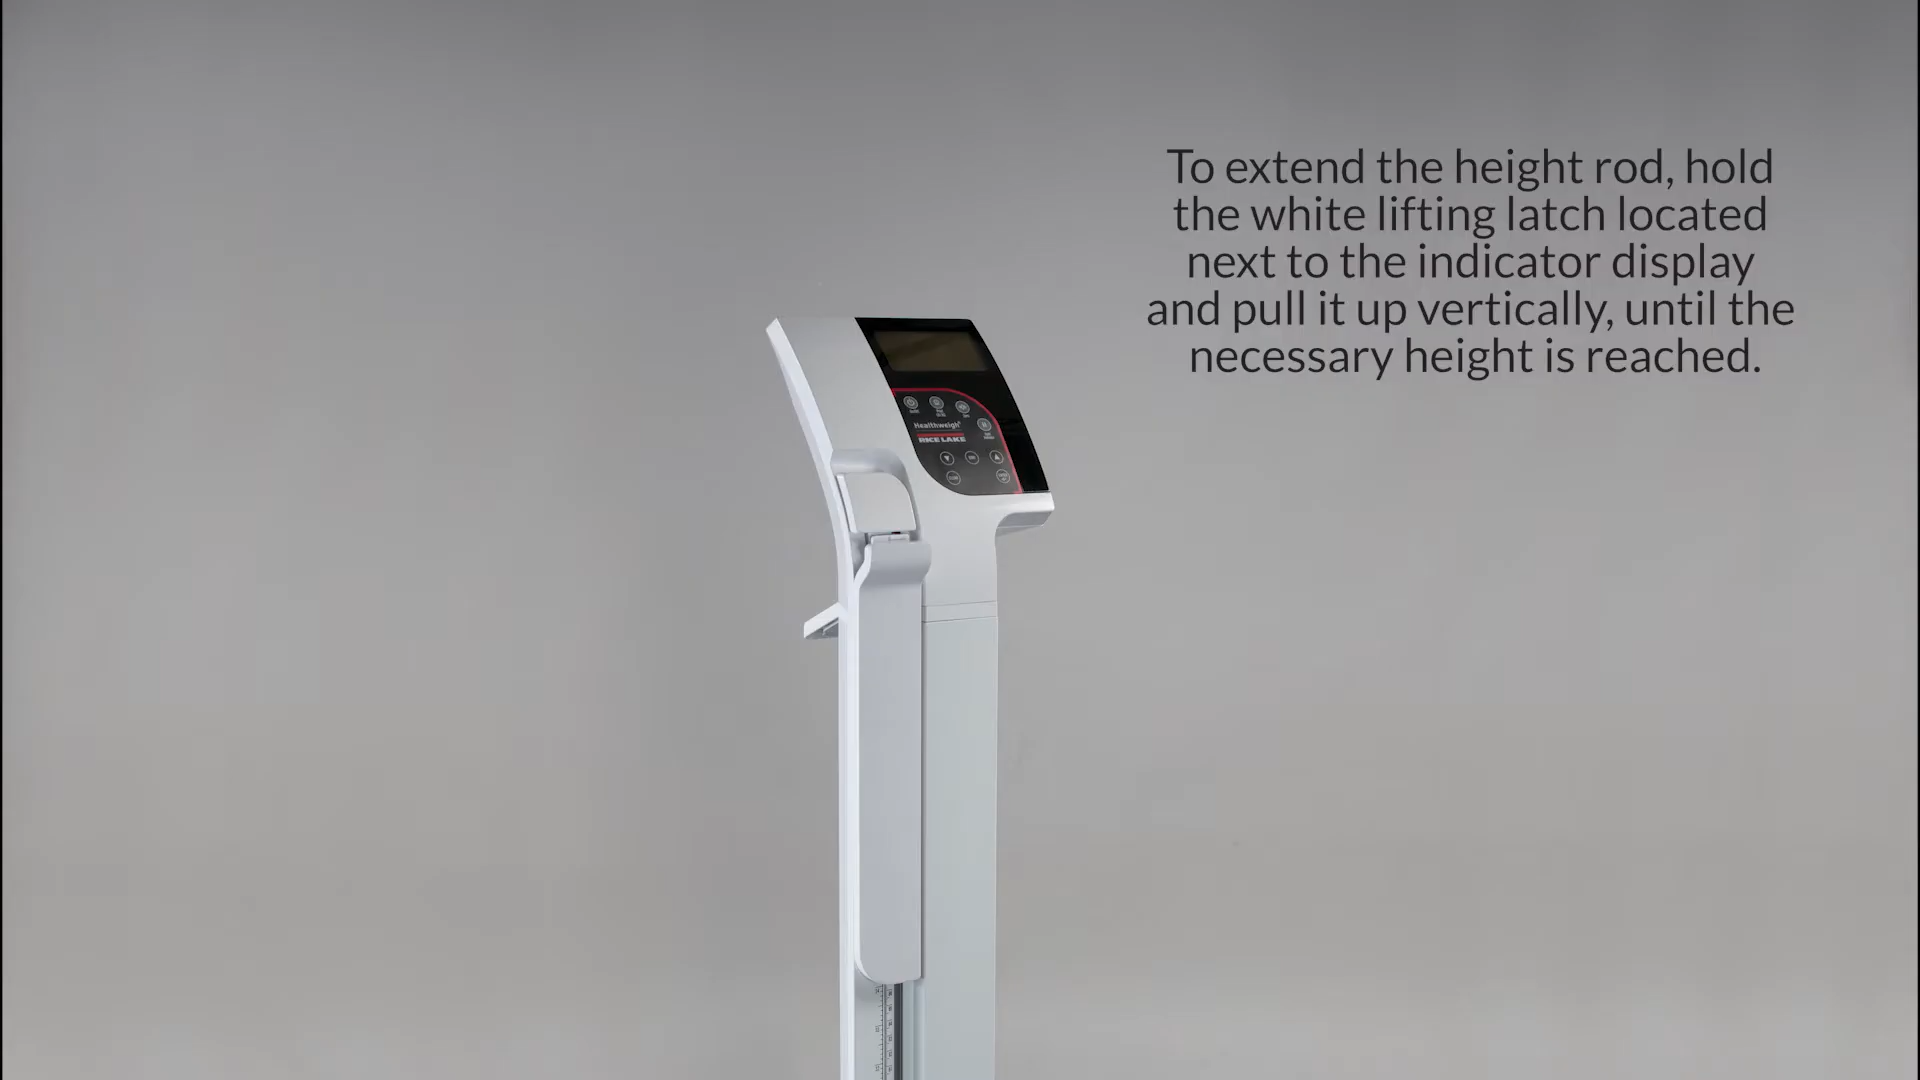 To extend the height rod, hold
the white lifting latch located
next to the indicator display
and pull it up vertically, until the
necessary height is reached.
Healthweigh
RICE LAKE